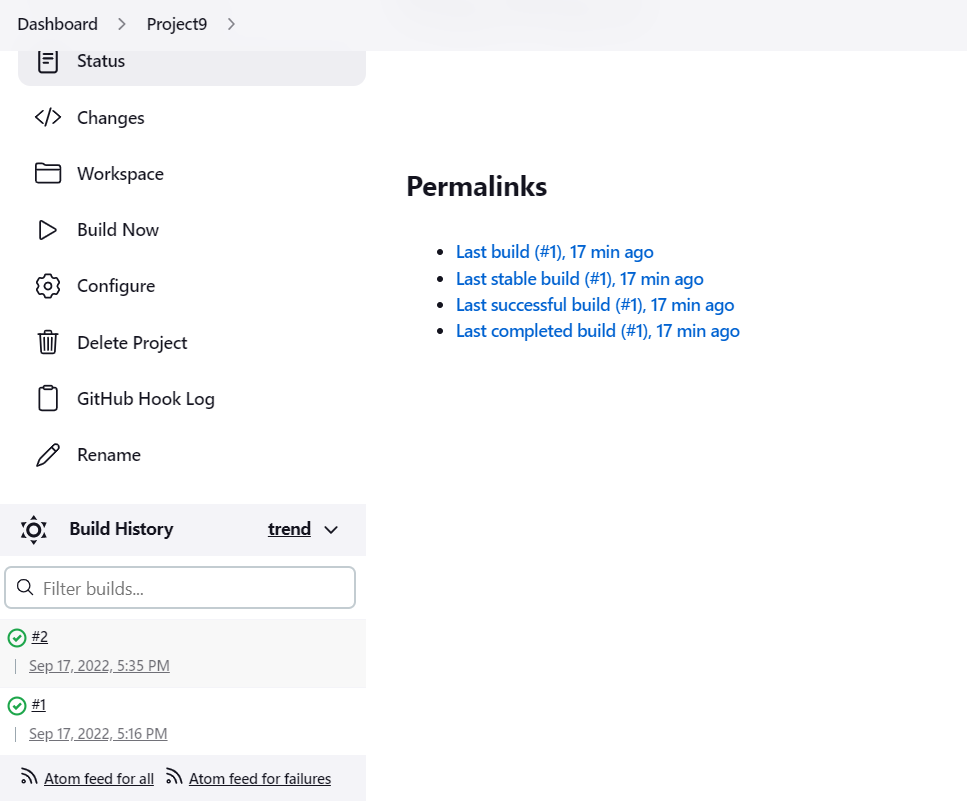 Dashboard > Project9 >
Status
Changes
Workspace
Build Now
Configure
Delete Project
GitHub Hook Log
Rename
Build History trend
Filter builds...
#2
Sep 17, 2022, 5:35 PM
#1
Sep 17, 2022, 5:16 PM
Atom feed for all Atom feed for failures
Permalinks
• Last build (#1), 17 min ago
• Last stable build (#1), 17 min ago
• Last successful build (#1), 17 min ago
• Last completed build (#1), 17 min ago